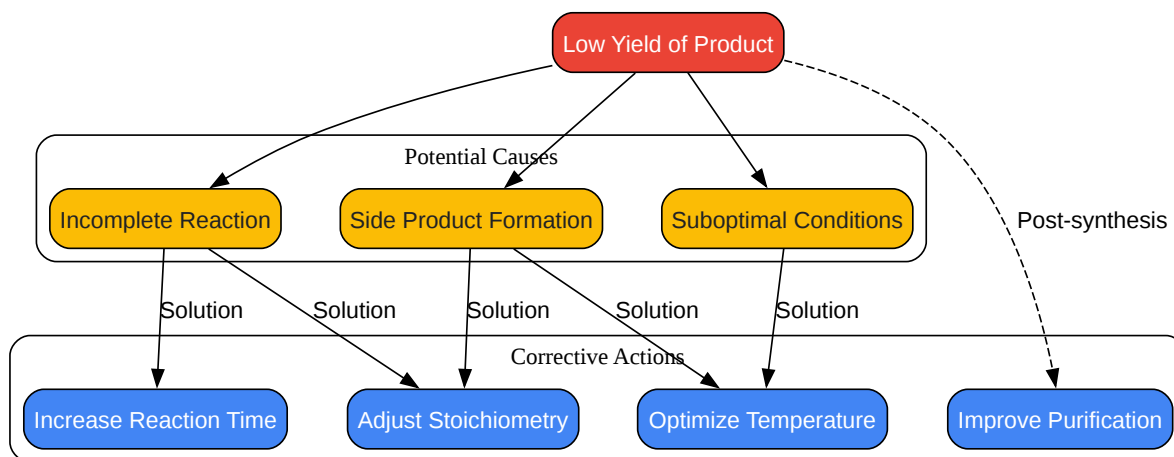 Low Yield of Product
Potential Causes
Incomplete Reaction
Side Product Formation
Suboptimal Conditions
Post-synthesis
Solution
Solution
Solution
Solution
Solution
Corrective Actions
Increase Reaction Time
Adjust Stoichiometry
Optimize Temperature
Improve Purification